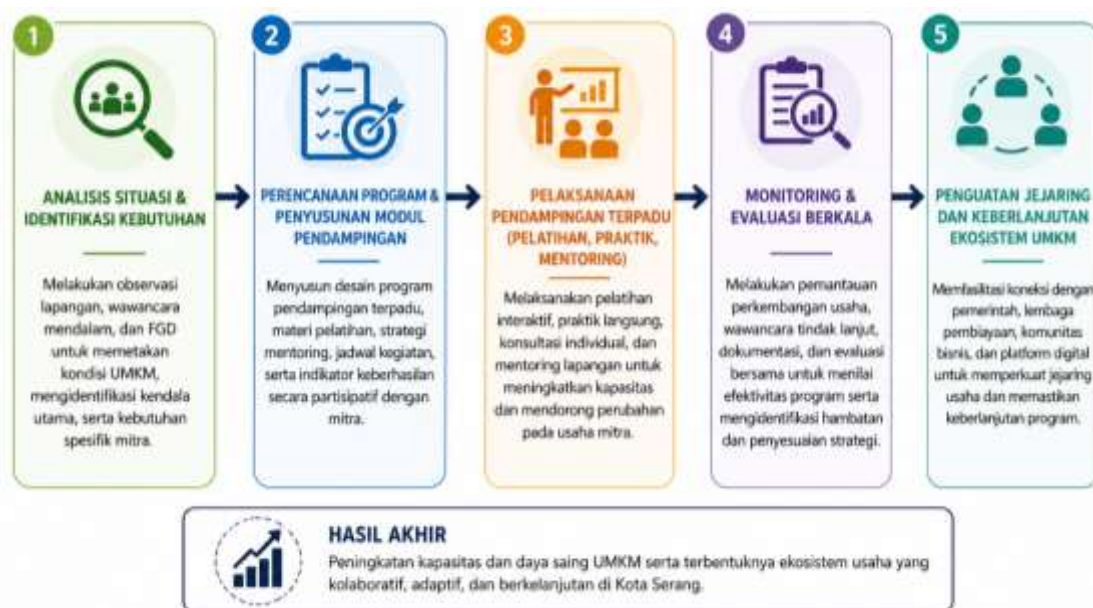 1
ANALISIS SITUASI &
IDENTIFIKASI KEBUTUHAN
Melakukan observasi
lapangan, wawancara
mendalam, dan FGD
untuk memetakan
kondisi UMKM,
mengidentifikasi kendala
utama, serta kebutuhan
spesifik mitra.
2
PERENCANAAN PROGRAM &
PENYUSUNAN MODUL
PENDAMPINGAN
Menyusun desain program
pendampingan terpadu,
materi pelatihan, strategi
mentoring, jadwal kegiatan,
serta indikator keberhasilan
secara partisipatif dengan
mitra.
3
PELAKSANAAN
PENDAMPINGAN TERPADU
(PELATIHAN, PRAKTIK,
MENTORING)
Melaksanakan pelatihan
interaktif, praktik langsung,
konsultasi individual, dan
mentoring lapangan untuk
meningkatkan kapasitas
dan mendorong perubahan
pada usaha mitra.
4
MONITORING &
EVALUASI BERKALA
Melakukan pemantauan
perkembangan usaha,
wawancara tindak lanjut,
dokumentasi, dan evaluasi
bersama untuk menilai
efektivitas program serta
mengidentifikasi hambatan
dan penyesuaian strategi.
5
PENGUATAN JEJARING
DAN KEBERLANJUTAN
EKOSISTEM UMKM
Memfasilitasi koneksi dengan
pemerintah, lembaga
pembiayaan, komunitas
bisnis, dan platform digital
untuk memperkuat jejaring
usaha dan memastikan
keberlanjutan program.
HASIL AKHIR
Peningkatan kapasitas dan daya saing UMKM serta terbentuknya ekosistem usaha yang
kolaboratif, adaptif, dan berkelanjutan di Kota Serang.